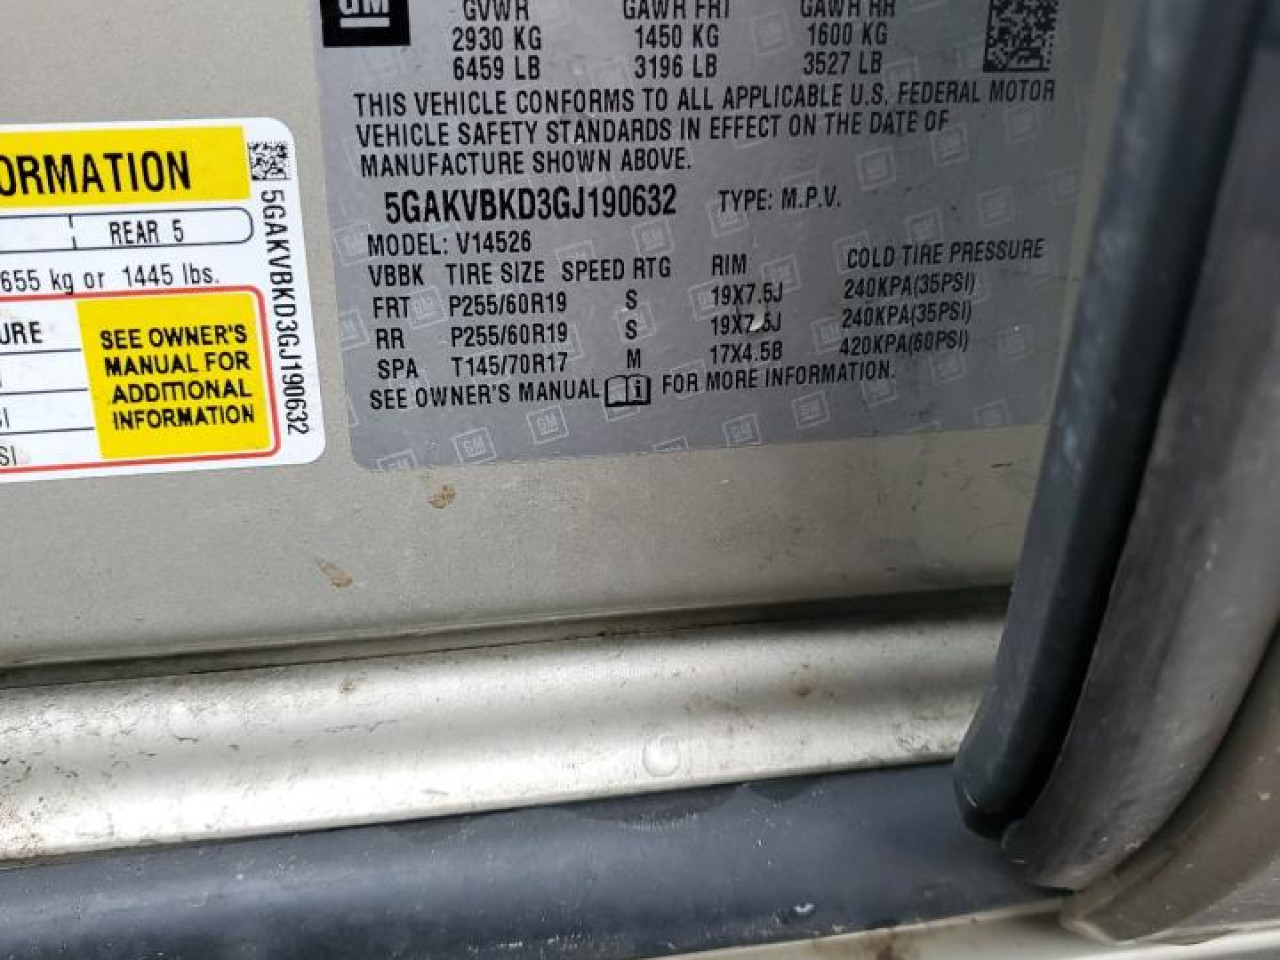 GM
GVWR GAWR FRT GAWR RR
2930 KG 1450 KG 1600 KG
6459 LB 3196 LB 3527 LB
THIS VEHICLE CONFORMS TO ALL APPLICABLE U.S. FEDERAL MOTOR
VEHICLE SAFETY STANDARDS IN EFFECT ON THE DATE OF
MANUFACTURE SHOWN ABOVE.
5GAKVBKD3GJ190632 TYPE: M.P.V.
MODEL: V14526
VBBK TIRE SIZE SPEED RTG RIM COLD TIRE PRESSURE
FRT P255/60R19 S 19X7.5J 240KPA(35PSI)
RR P255/60R19 S 19X7.5J 240KPA(35PSI)
SPA T145/70R17 M 17X4.5B 420KPA(60PSI)
SEE OWNER'S MANUAL FOR MORE INFORMATION.
ORMATION
REAR 5
655 kg or 1445 lbs.
URE
SI
SI
SEE OWNER'S
MANUAL FOR
ADDITIONAL
INFORMATION
5GAKVBKD3GJ190632